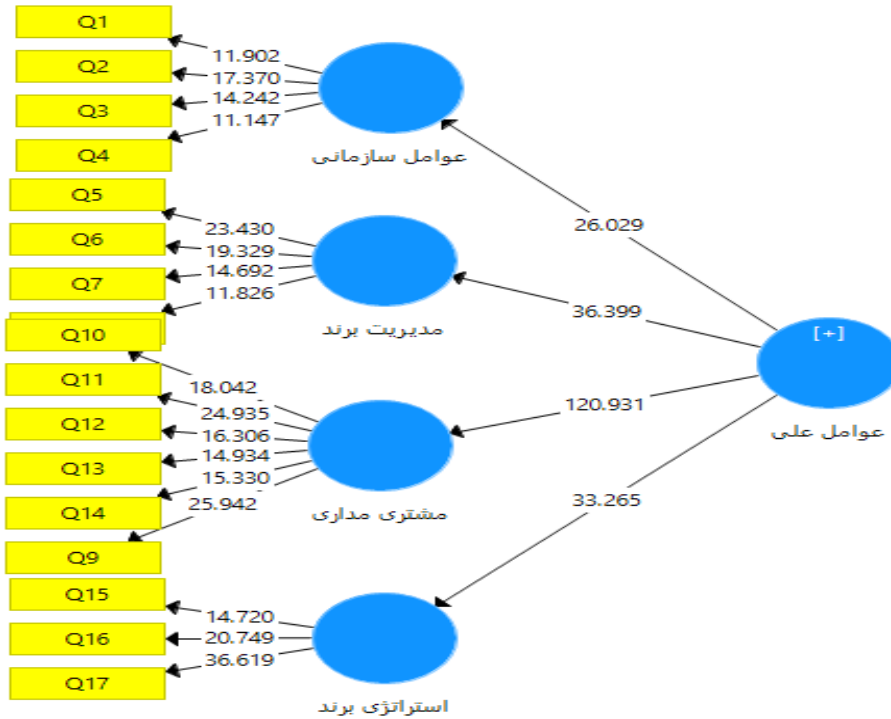 Q1
Q2
Q3
Q4
11.902
17.370
14.242
11.147
عوامل سازمانی
Q5
Q6
Q7
23.430
19.329
14.692
11.826
مدیریت برند
Q10
Q11
Q12
Q13
Q14
Q9
18.042
24.935
16.306
14.934
15.330
25.942
مشتری مداری
Q15
Q16
Q17
14.720
20.749
36.619
استراتژی برند
26.029
36.399
120.931
33.265
[+]
عوامل علی